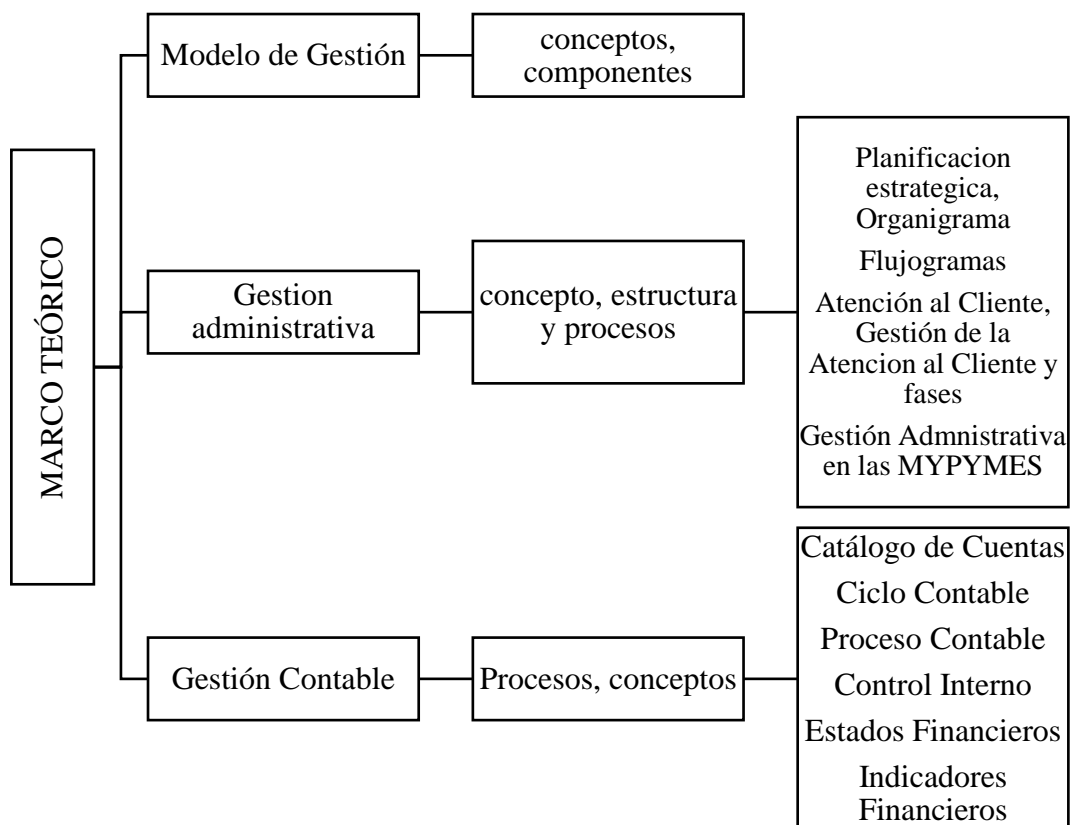 MARCO TEÓRICO
Modelo de Gestión
conceptos,
componentes
Gestion
administrativa
concepto, estructura
y procesos
Planificacion
estrategica,
Organigrama
Flujogramas
Atención al Cliente,
Gestión de la
Atencion al Cliente y
fases
Gestión Admnistrativa
en las MYPYMES
Gestión Contable
Procesos, conceptos
Catálogo de Cuentas
Ciclo Contable
Proceso Contable
Control Interno
Estados Financieros
Indicadores
Financieros